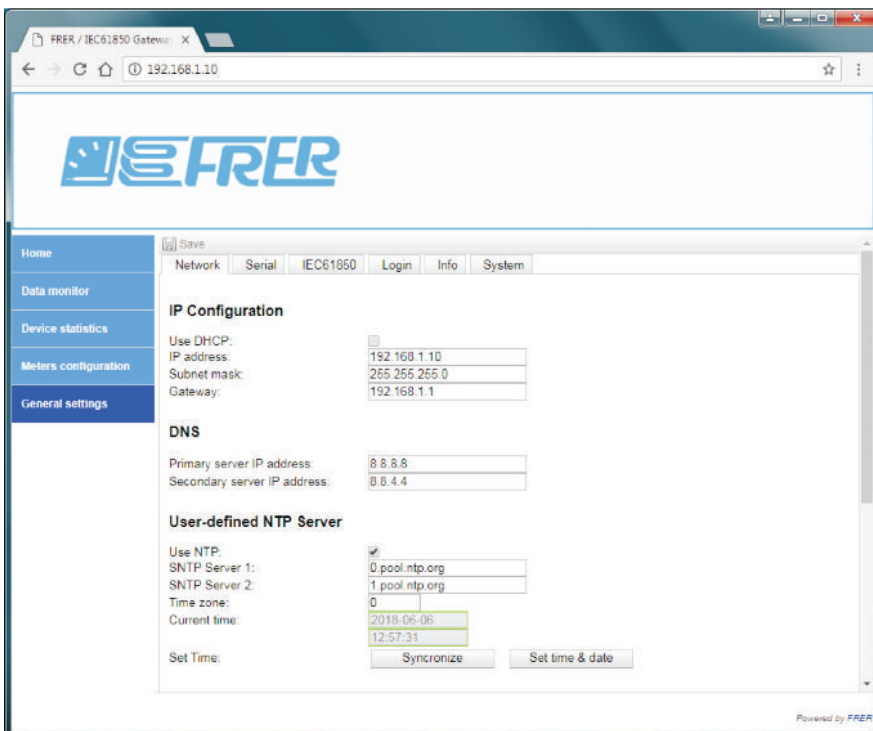 FRER / IEC61850 Gatewa
192.168.1.10
FRER
Home
Data monitor
Device statistics
Meters configuration
General settings
Save
Network Serial IEC61850 Login Info System
IP Configuration
Use DHCP:
IP address: 192.168.1.10
Subnet mask: 255.255.255.0
Gateway: 192.168.1.1
DNS
Primary server IP address: 8.8.8.8
Secondary server IP address: 8.8.4.4
User-defined NTP Server
Use NTP:
SNTP Server 1: 0.pool.ntp.org
SNTP Server 2: 1.pool.ntp.org
Time zone: 0
Current time: 2018-06-06
12:57:31
Set Time: Syncronize Set time & date
Powered by FRER